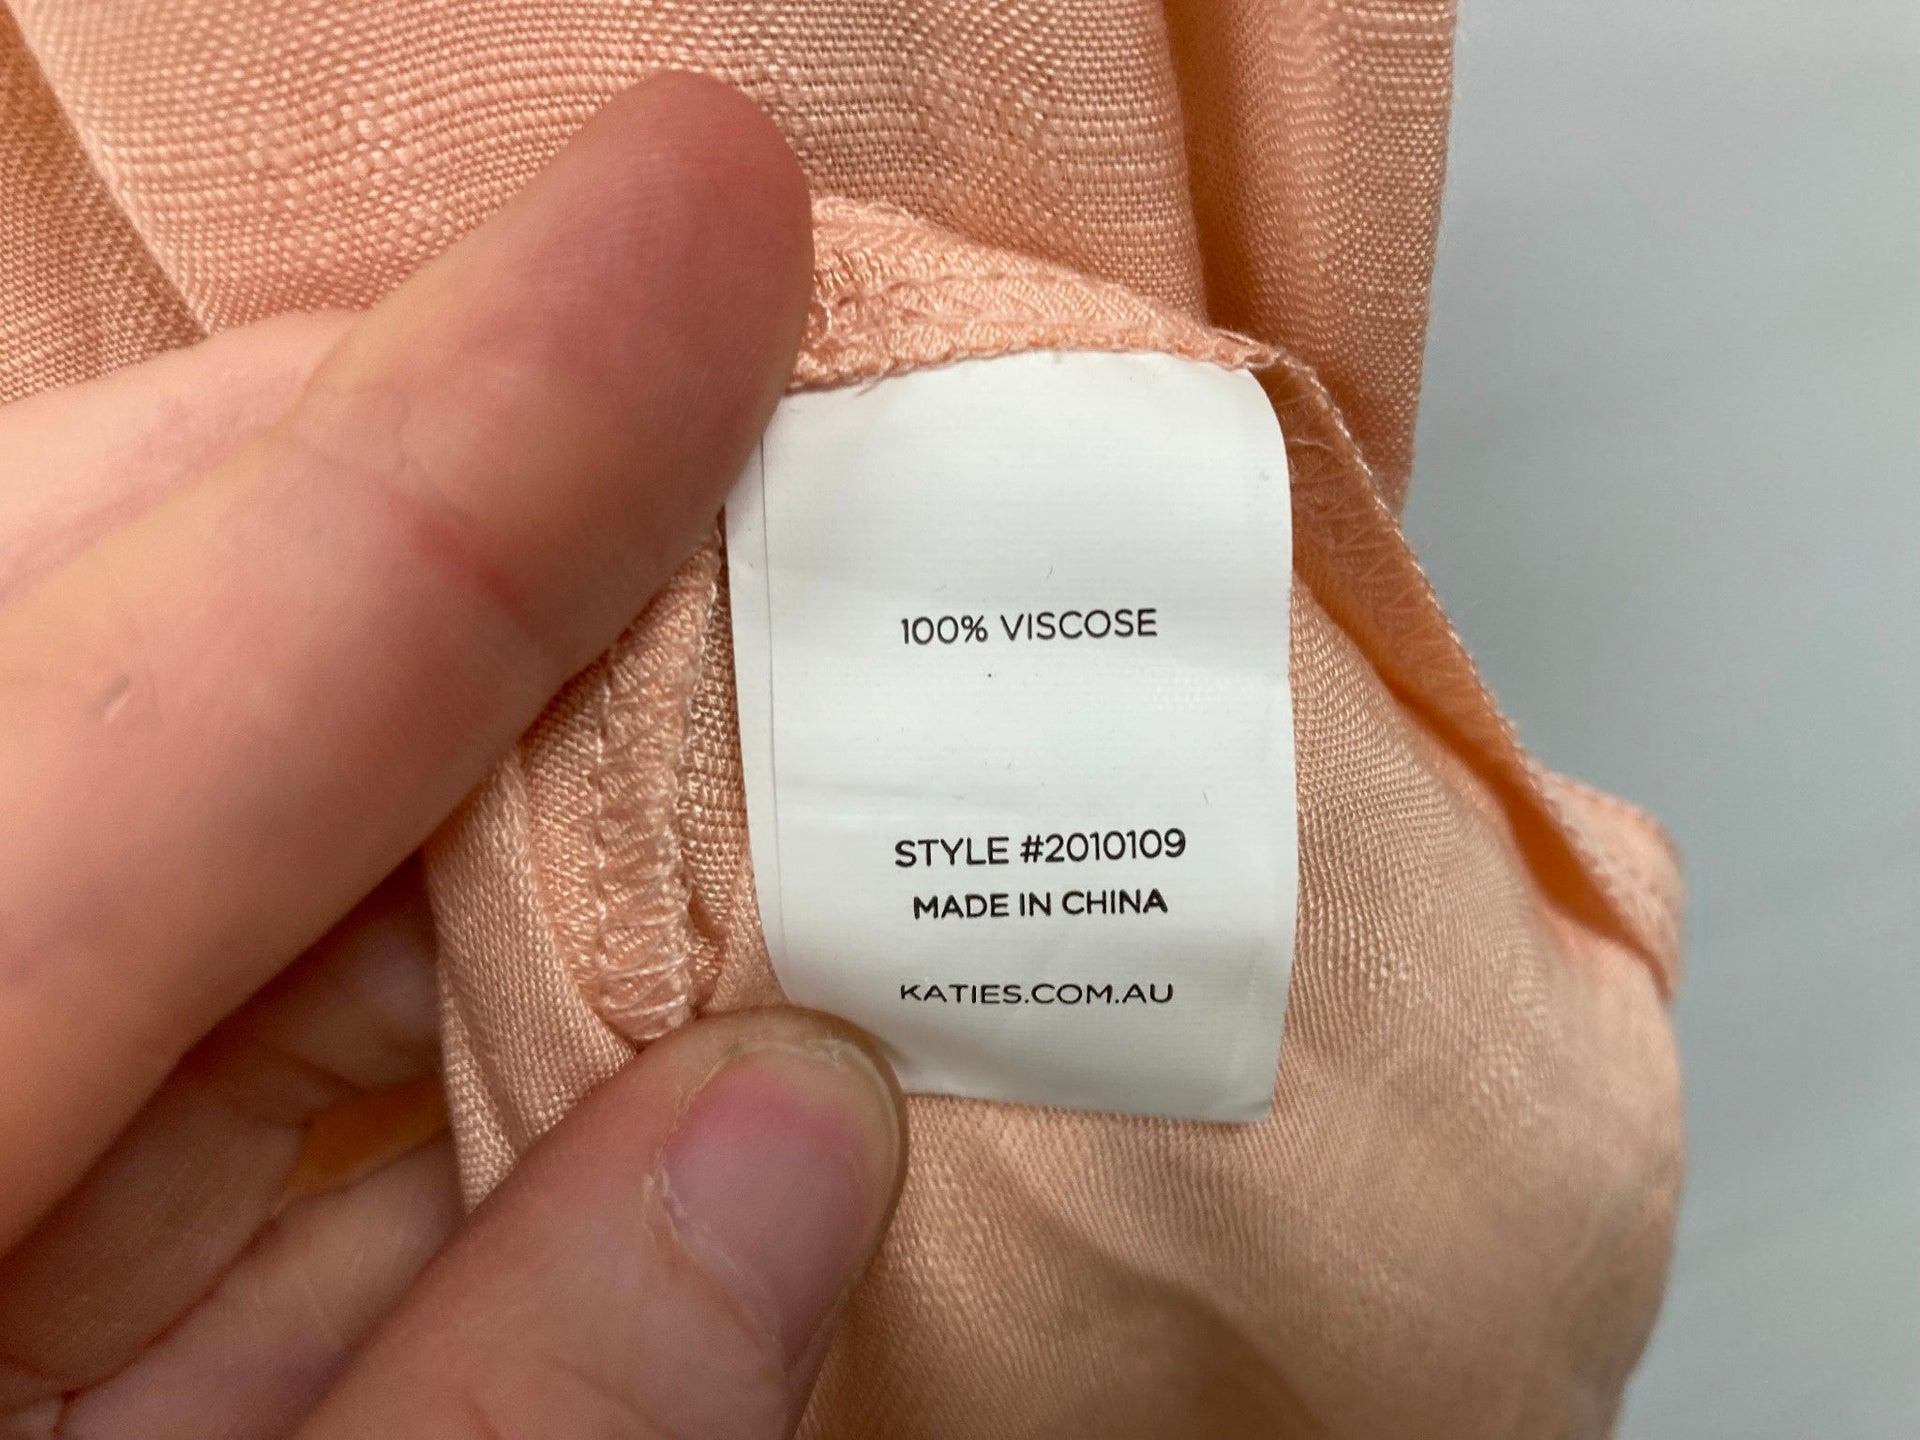 100% VISCOSE
STYLE #2010109
MADE IN CHINA
KATIES.COM.AU